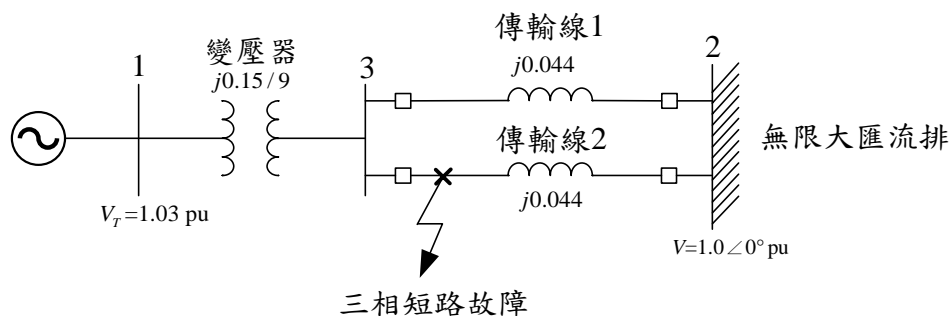 傳輸線1
2
變壓器
1
3
j0.15/9
j0.044
傳輸線2
無限大匯流排
j0.044
V_T=1.03 pu
V=1.0∠0° pu
三相短路故障